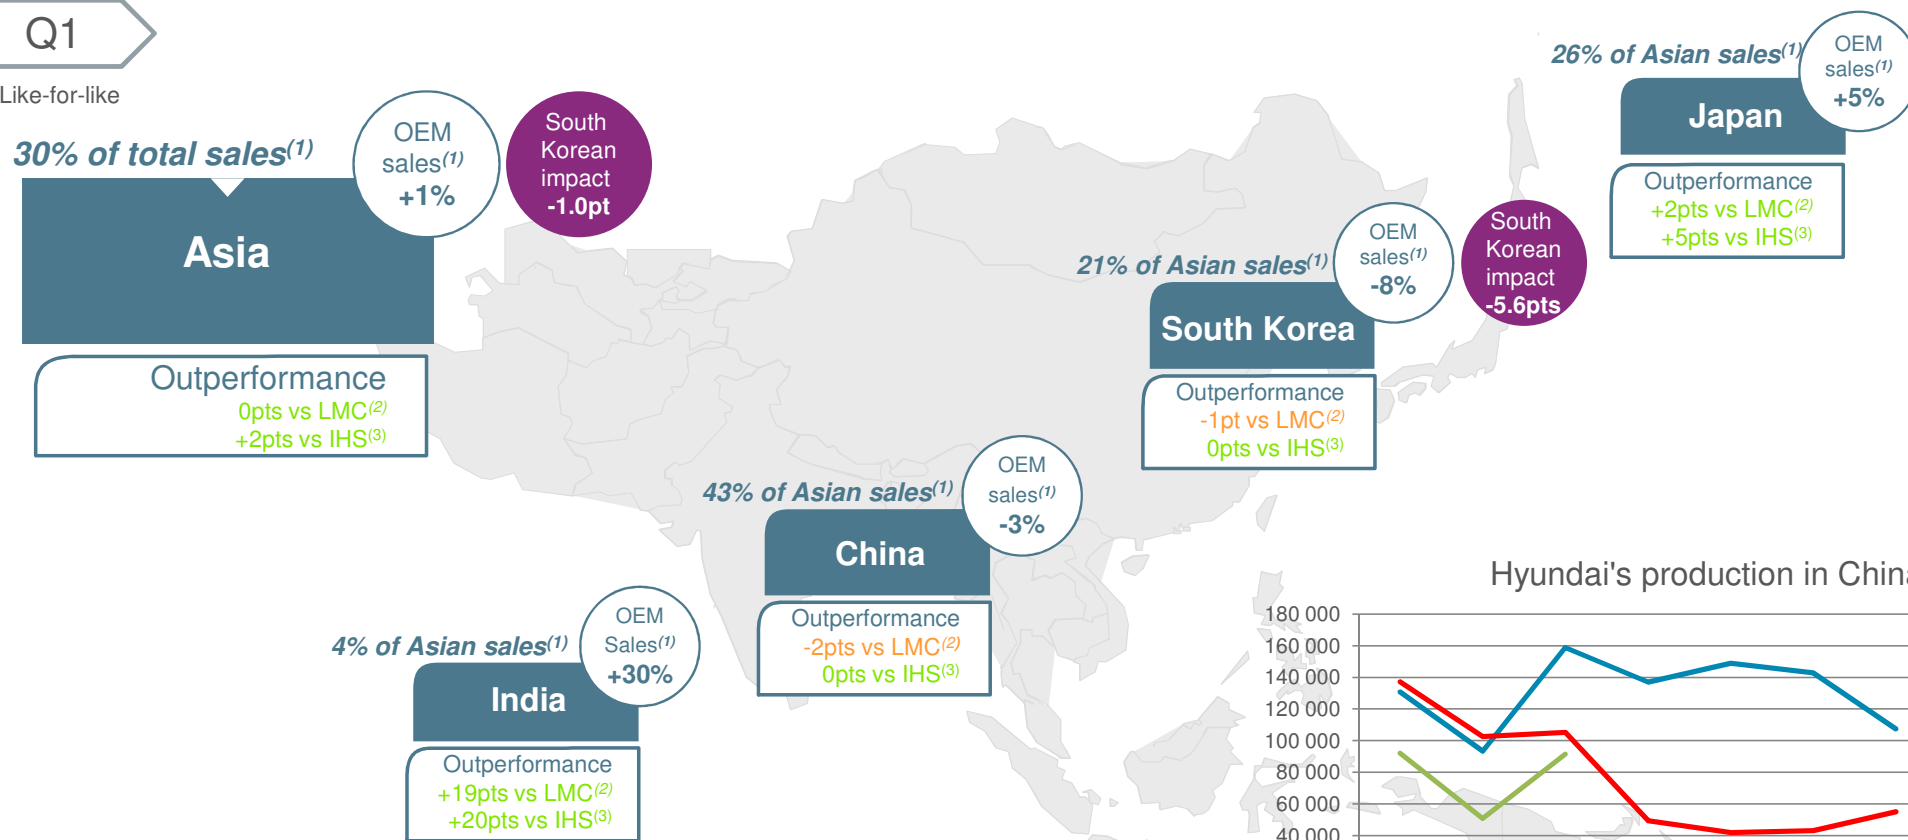 Q1
Like-for-like
30% of total sales(1)
OEM
sales(1)
+1%
South
Korean
impact
-1.0pt
Asia
Outperformance
0pts vs LMC(2)
+2pts vs IHS(3)
26% of Asian sales(1)
OEM
sales(1)
+5%
Japan
Outperformance
+2pts vs LMC(2)
+5pts vs IHS(3)
21% of Asian sales(1)
OEM
sales(1)
-8%
South
Korean
impact
-5.6pts
South Korea
Outperformance
-1pt vs LMC(2)
0pts vs IHS(3)
43% of Asian sales(1)
OEM
sales(1)
-3%
China
Outperformance
-2pts vs LMC(2)
0pts vs IHS(3)
4% of Asian sales(1)
OEM
Sales(1)
+30%
India
Outperformance
+19pts vs LMC(2)
+20pts vs IHS(3)
Hyundai's production in China
180 000
160 000
140 000
120 000
100 000
80 000
60 000
40 000